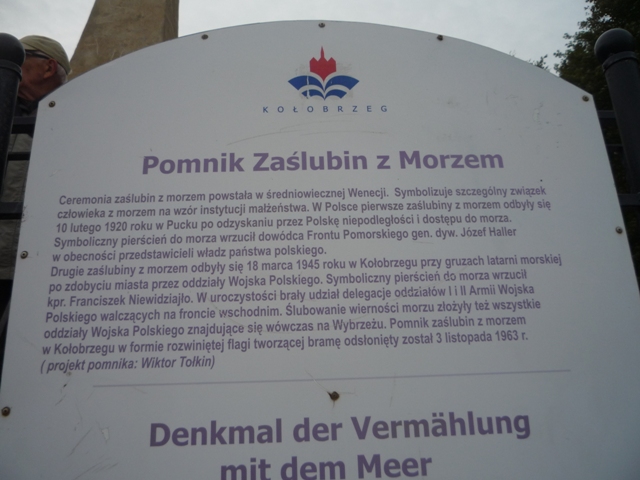 KOŁOBRZEG
Pomnik Zaślubin z Morzem
Ceremonia zaślubin z morzem powstała w średniowiecznej Wenecji. Symbolizuje szczególny związek
człowieka z morzem na wzór instytucji małżeństwa. W Polsce pierwsze zaślubiny z morzem odbyły się
10 lutego 1920 roku w Pucku po odzyskaniu przez Polskę niepodległości i dostępu do morza.
Symboliczny pierścień do morza wrzucił dowódca Frontu Pomorskiego gen. dyw. Józef Haller
w obecności przedstawicieli władz państwa polskiego.
Drugie zaślubiny z morzem odbyły się 18 marca 1945 roku w Kołobrzegu przy gruzach latarni morskiej
po zdobyciu miasta przez oddziały Wojska Polskiego. Symboliczny pierścień do morza wrzucił
kpr. Franciszek Niewidziajło. W uroczystości brały udział delegacje oddziałów I i II Armii Wojska
Polskiego walczących na froncie wschodnim. Ślubowanie wierności morzu złożyły też wszystkie
oddziały Wojska Polskiego znajdujące się wówczas na Wybrzeżu. Pomnik zaślubin z morzem
w Kołobrzegu w formie rozwiniętej flagi tworzącej bramę odsłonięty został 3 listopada 1963 r.
( projekt pomnika: Wiktor Tołkin)
Denkmal der Vermählung
mit dem Meer